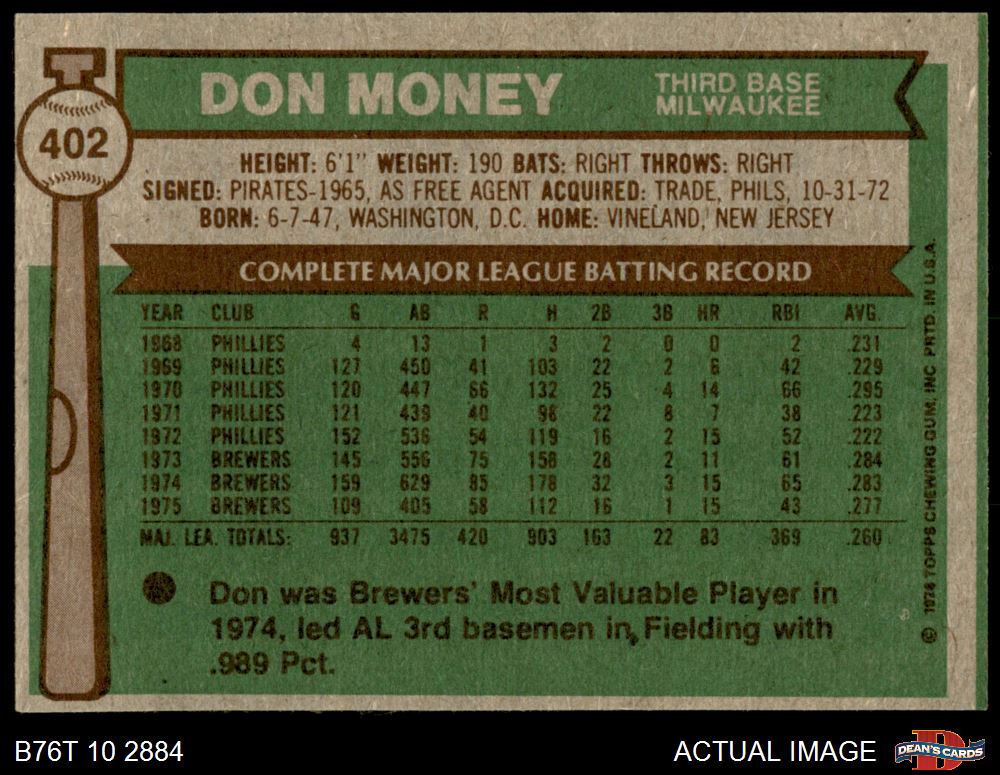 402
DON MONEY
THIRD BASE
MILWAUKEE
HEIGHT: 6'1" WEIGHT: 190 BATS: RIGHT THROWS: RIGHT
SIGNED: PIRATES-1965, AS FREE AGENT ACQUIRED: TRADE, PHILS, 10-31-72
BORN: 6-7-47, WASHINGTON, D.C. HOME: VINELAND, NEW JERSEY
COMPLETE MAJOR LEAGUE BATTING RECORD
YEAR CLUB G AB R H 2B 3B HR RBI AVG.
1968 PHILLIES 4 13 1 3 2 0 0 2 .231
1969 PHILLIES 127 450 41 103 22 2 6 42 .229
1970 PHILLIES 120 447 66 132 25 4 14 66 .295
1971 PHILLIES 121 439 40 98 22 8 7 38 .223
1972 PHILLIES 152 536 54 119 16 2 15 52 .222
1973 BREWERS 145 556 75 158 28 2 11 61 .284
1974 BREWERS 159 629 85 178 32 3 15 65 .283
1975 BREWERS 109 405 58 112 16 1 15 43 .277
MAJ. LEA. TOTALS: 937 3475 420 903 163 22 83 369 .260
Don was Brewers' Most Valuable Player in
1974, led AL 3rd basemen in Fielding with
.989 Pct.
© 1976 TOPPS CHEWING GUM, INC PRTD. IN U.S.A.
B76T 10 2884
ACTUAL IMAGE
DEAN'S CARDS